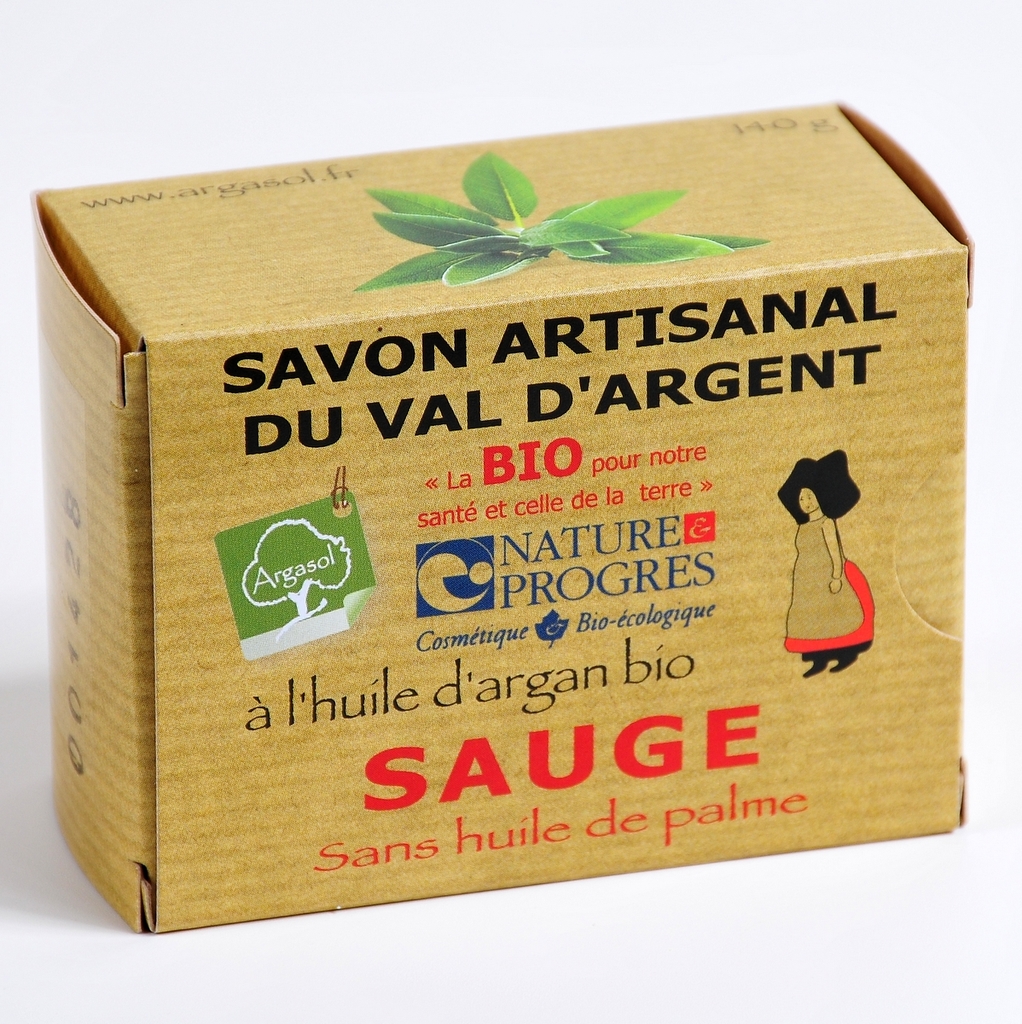 www.argasol.fr
140 g
SAVON ARTISANAL
DU VAL D'ARGENT
« La BIO pour notre
santé et celle de la terre »
Argasol
NATURE &
PROGRES
Cosmétique & Bio-écologique
à l'huile d'argan bio
SAUGE
Sans huile de palme